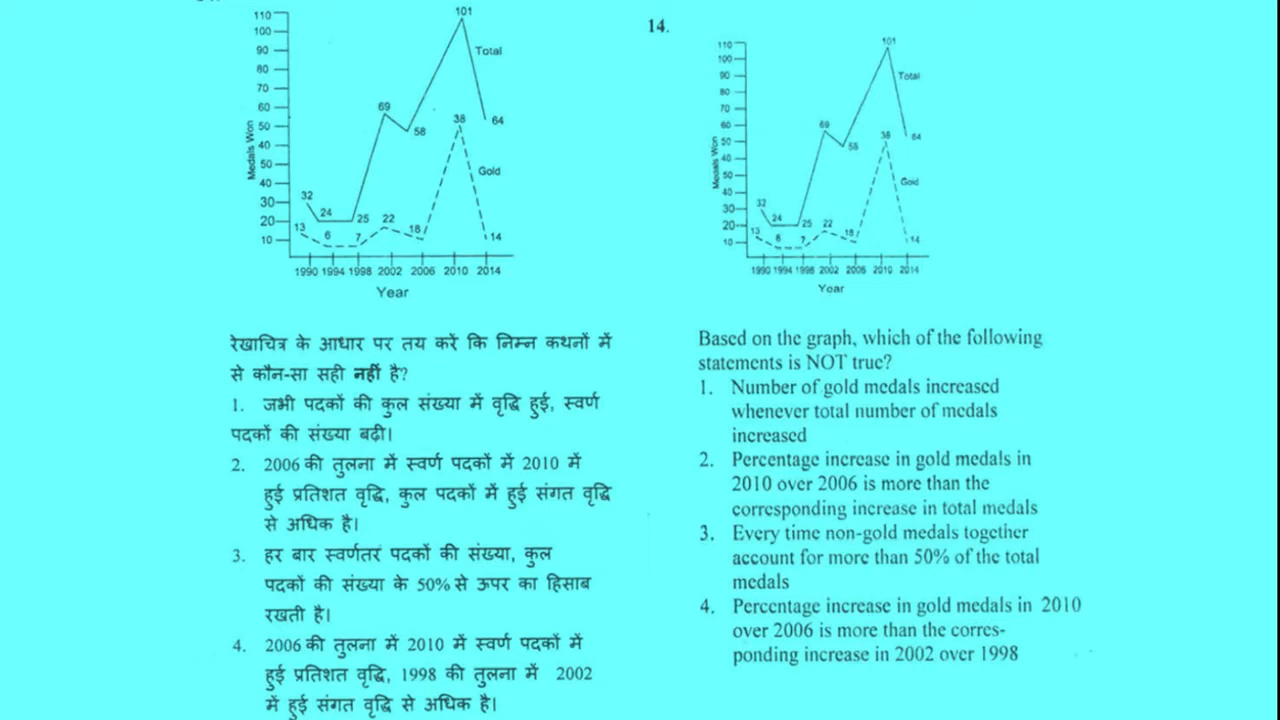 110
101
100
90
Total
80
70
60
69
64
50
58
38
40
50
Gold
40
32
30
24
25
22
20
13
6
7
18
14
10
Medals Won
1990 1994 1998 2002 2006 2010 2014
Year
रेखाचित्र के आधार पर तय करें कि निम्न कथनों में
से कौन-सा सही नहीं है?
1. जभी पदकों की कुल संख्या में वृद्धि हुई, स्वर्ण
पदकों की संख्या बढ़ी।
2. 2006 की तुलना में स्वर्ण पदकों में 2010 में
हुई प्रतिशत वृद्धि, कुल पदकों में हुई संगत वृद्धि
से अधिक है।
3. हर बार स्वर्णतर पदकों की संख्या, कुल
पदकों की संख्या के 50% से ऊपर का हिसाब
रखती है।
4. 2006 की तुलना में 2010 में स्वर्ण पदकों में
हुई प्रतिशत वृद्धि, 1998 की तुलना में 2002
में हुई संगत वृद्धि से अधिक है।
14.
110
101
100
90
Total
80
70
60
69
64
50
58
38
40
50
Gold
40
32
30
24
25
22
20
13
6
7
18
14
10
Medals Won
1990 1994 1998 2002 2006 2010 2014
Year
Based on the graph, which of the following
statements is NOT true?
1. Number of gold medals increased
whenever total number of medals
increased
2. Percentage increase in gold medals in
2010 over 2006 is more than the
corresponding increase in total medals
3. Every time non-gold medals together
account for more than 50% of the total
medals
4. Percentage increase in gold medals in 2010
over 2006 is more than the corres-
ponding increase in 2002 over 1998